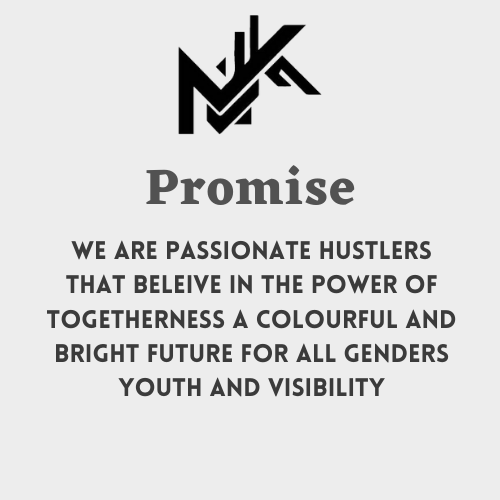 Promise
WE ARE PASSIONATE HUSTLERS
THAT BELEIVE IN THE POWER OF
TOGETHERNESS A COLOURFUL AND
BRIGHT FUTURE FOR ALL GENDERS
YOUTH AND VISIBILITY